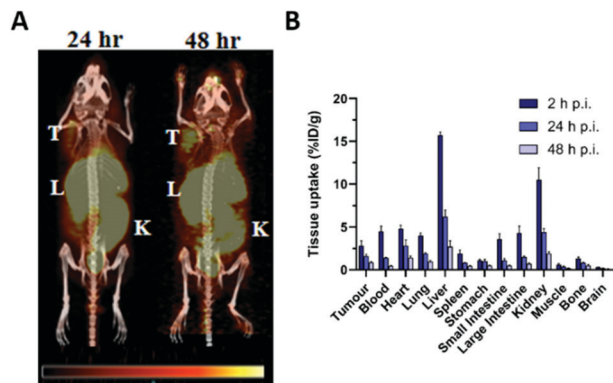 A
24 hr
48 hr
T
T
L
L
K
K
B
Tissue uptake (%ID/g)
20
15
10
5
0
2 h p.i.
24 h p.i.
48 h p.i.
Tumour
Blood
Heart
Lung
Liver
Spleen
Stomach
Small Intestine
Large Intestine
Kidney
Muscle
Bone
Brain